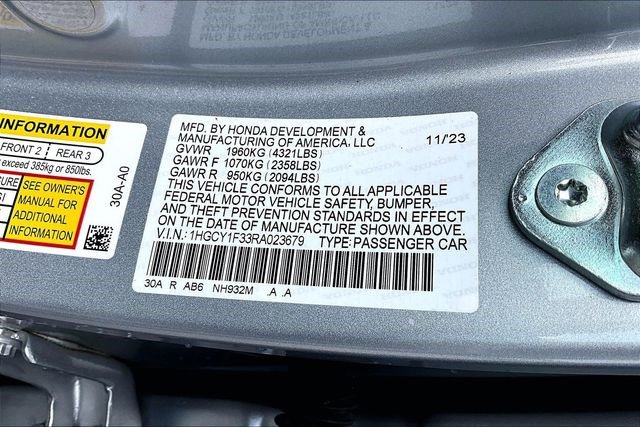 INFORMATION
FRONT 2 REAR 3
exceed 385kg or 850lbs.
SEE OWNER'S
MANUAL FOR
ADDITIONAL
INFORMATION
30A-A0
MFD. BY HONDA DEVELOPMENT &
MANUFACTURING OF AMERICA, LLC 11/23
GVWR 1960KG (4321LBS)
GAWR F 1070KG (2358LBS)
GAWR R 950KG (2094LBS)
THIS VEHICLE CONFORMS TO ALL APPLICABLE
FEDERAL MOTOR VEHICLE SAFETY, BUMPER,
AND THEFT PREVENTION STANDARDS IN EFFECT
ON THE DATE OF MANUFACTURE SHOWN ABOVE.
V.I.N.: 1HGCY1F33RA023679 TYPE: PASSENGER CAR
30A R AB6 NH932M .A .A